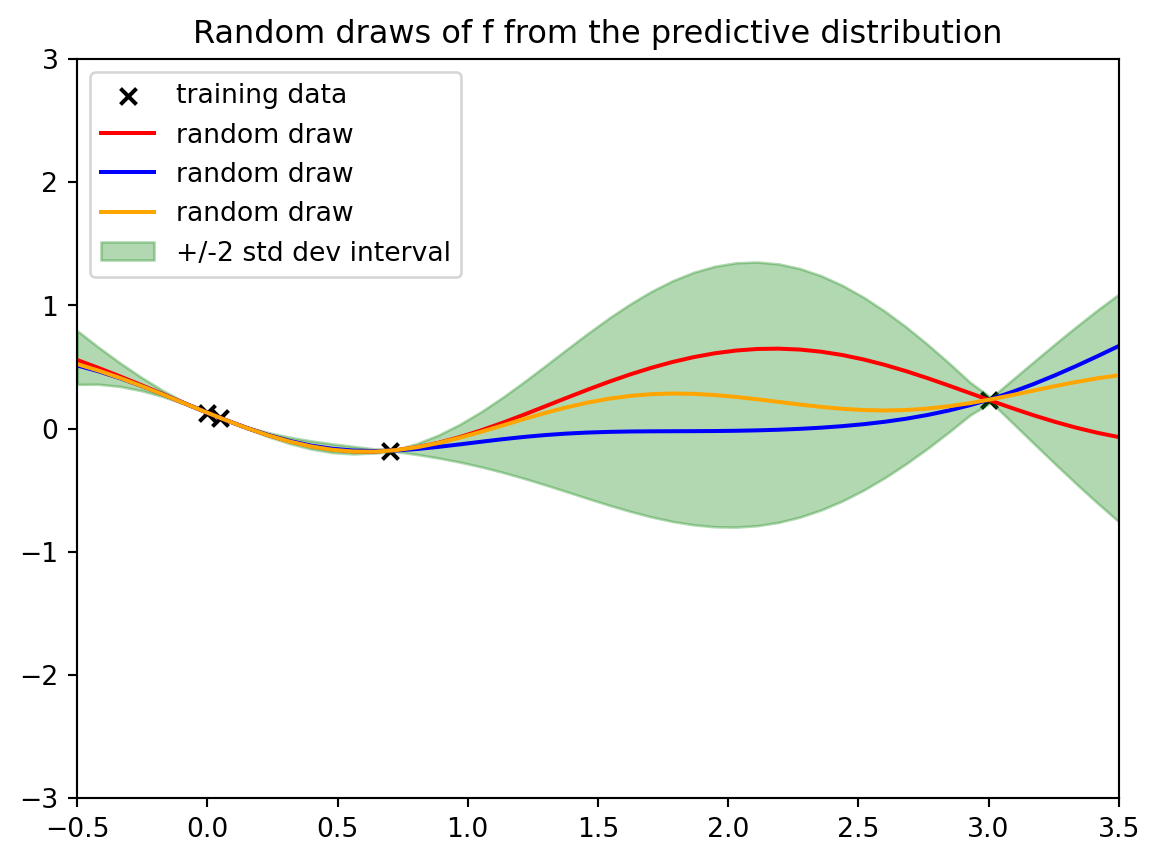 Random draws of f from the predictive distribution
3
training data
random draw
random draw
random draw
+/-2 std dev interval
2
1
0
−1
−2
−3
−0.5 0.0 0.5 1.0 1.5 2.0 2.5 3.0 3.5